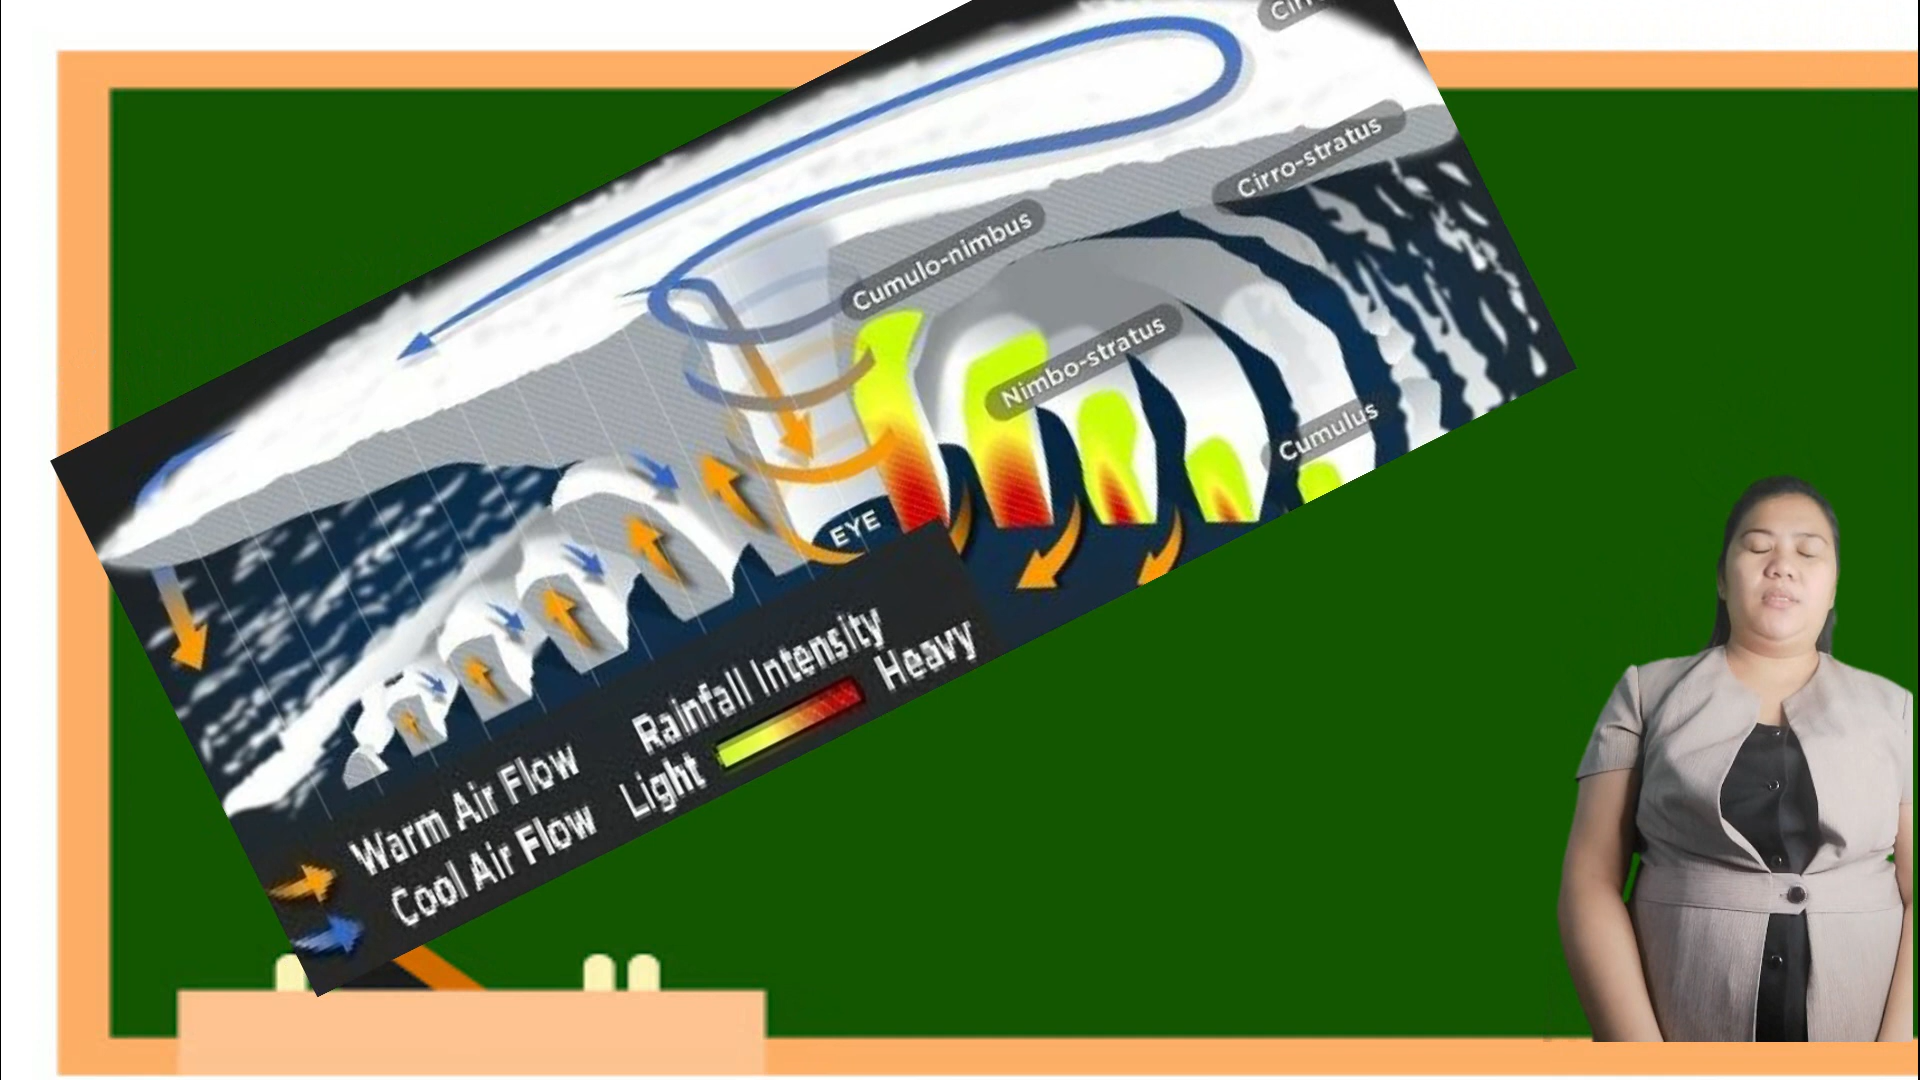 Cirro-stratus
Cumulo-nimbus
Nimbo-stratus
Cumulus
EYE
Rainfall Intensity
Light
Heavy
Warm Air Flow
Cool Air Flow